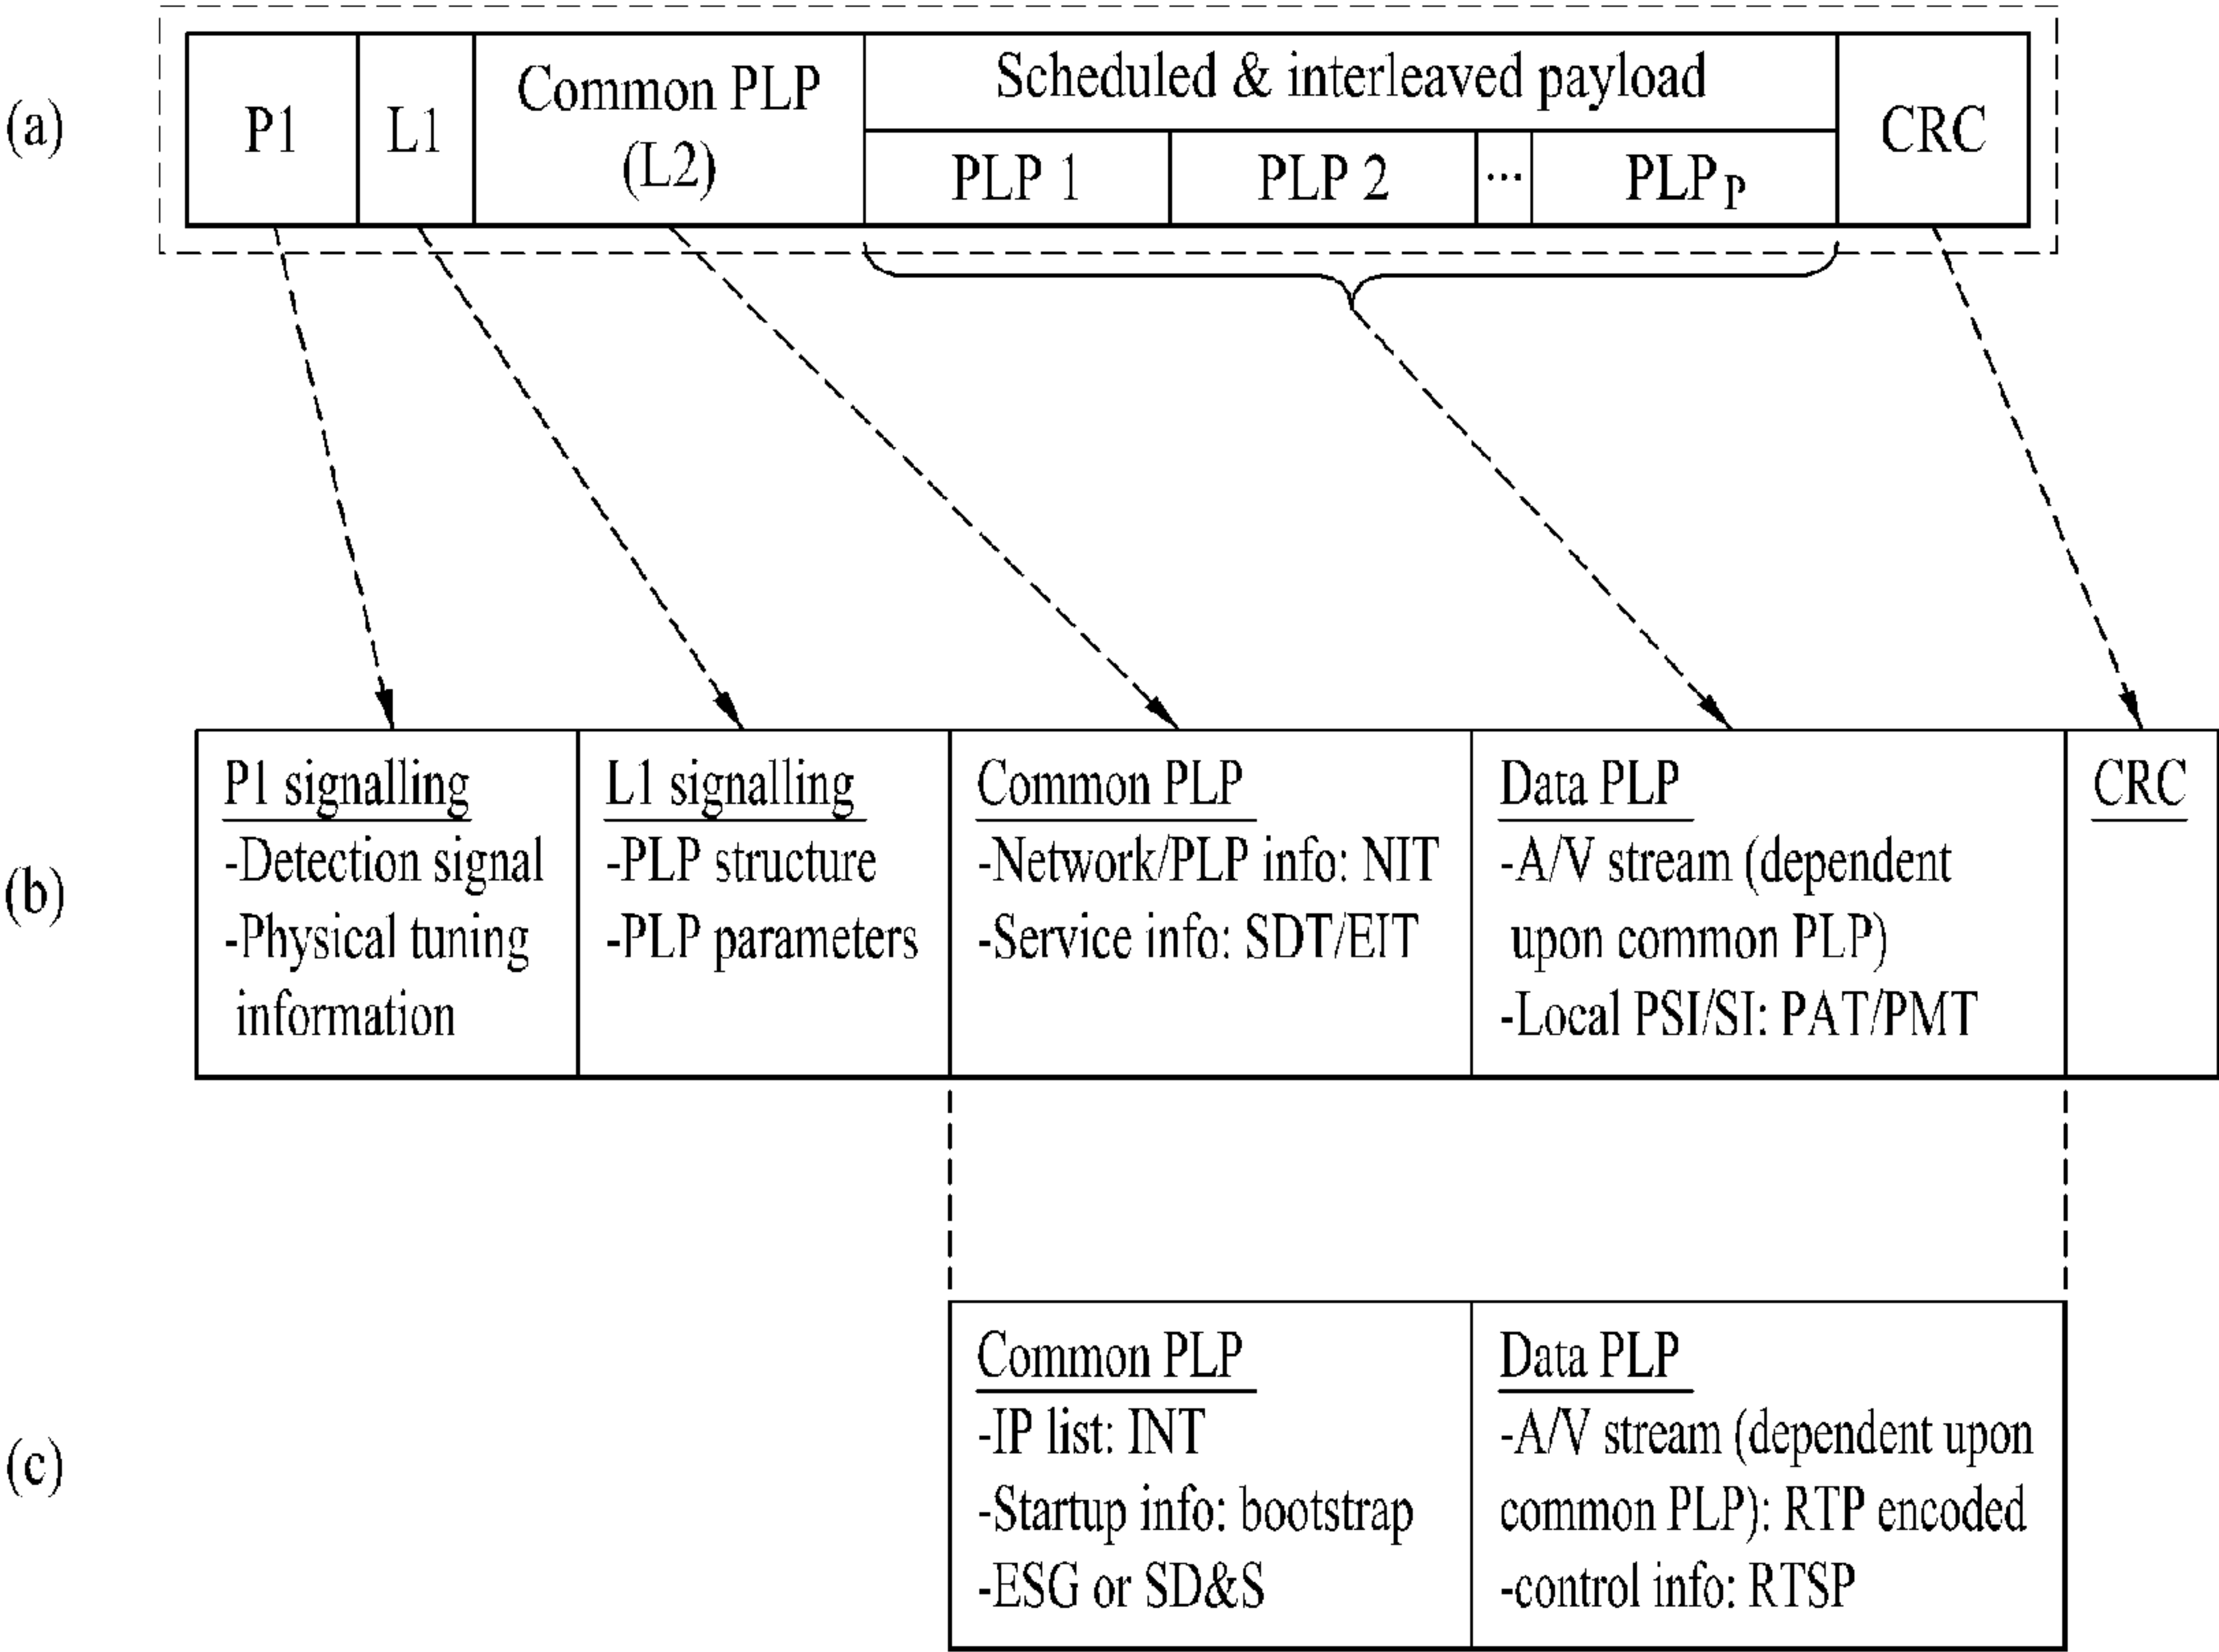 (a)
P1
L1
Common PLP
(L2)
Scheduled & interleaved payload
PLP 1
PLP 2
...
PLPP
CRC
(b)
P1 signalling
-Detection signal
-Physical tuning
information
L1 signalling
-PLP structure
-PLP parameters
Common PLP
-Network/PLP info: NIT
-Service info: SDT/EIT
Data PLP
-A/V stream (dependent
upon common PLP)
-Local PSI/SI: PAT/PMT
CRC
(c)
Common PLP
-IP list: INT
-Startup info: bootstrap
-ESG or SD&S
Data PLP
-A/V stream (dependent upon
common PLP): RTP encoded
-control info: RTSP